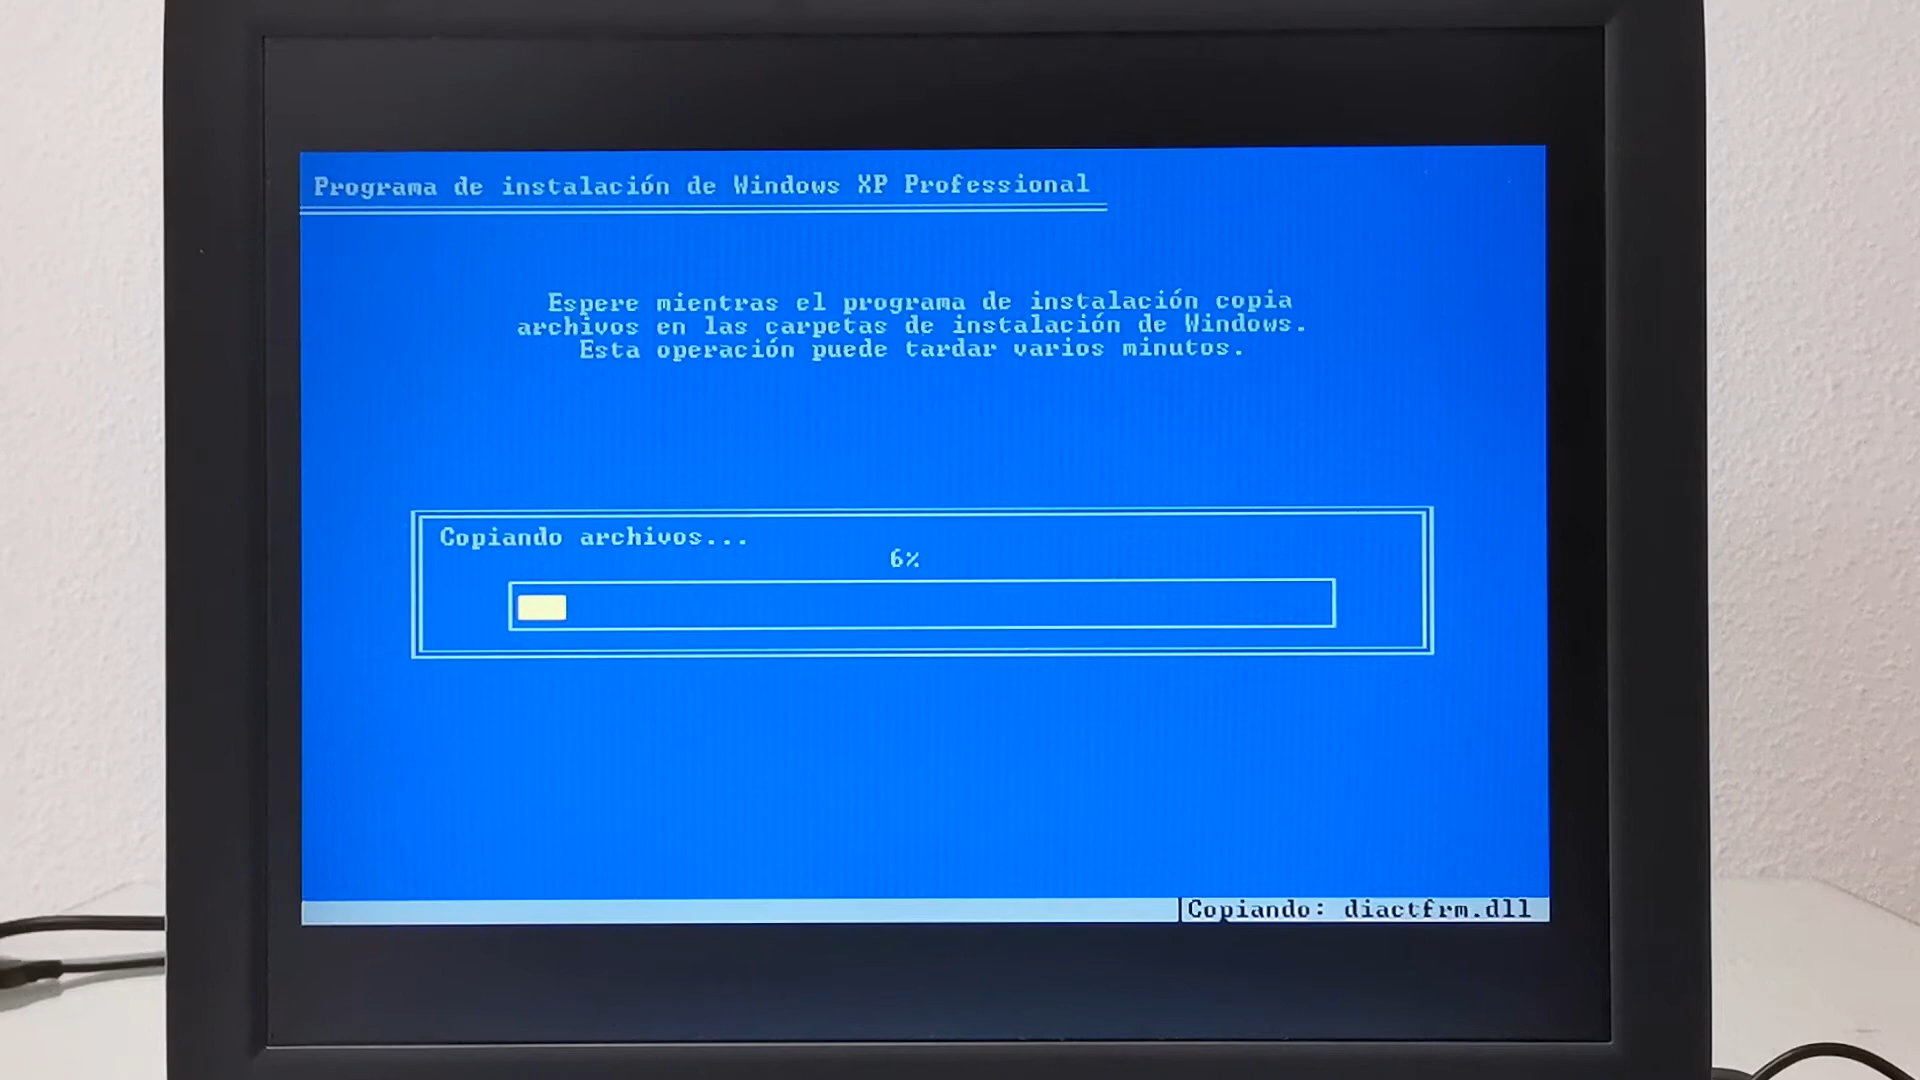 Programa de instalación de Windows XP Professional
Espere mientras el programa de instalación copia
archivos en las carpetas de instalación de Windows.
Esta operación puede tardar varios minutos.
Copiando archivos...
6%
Copiando: diactfrm.dll